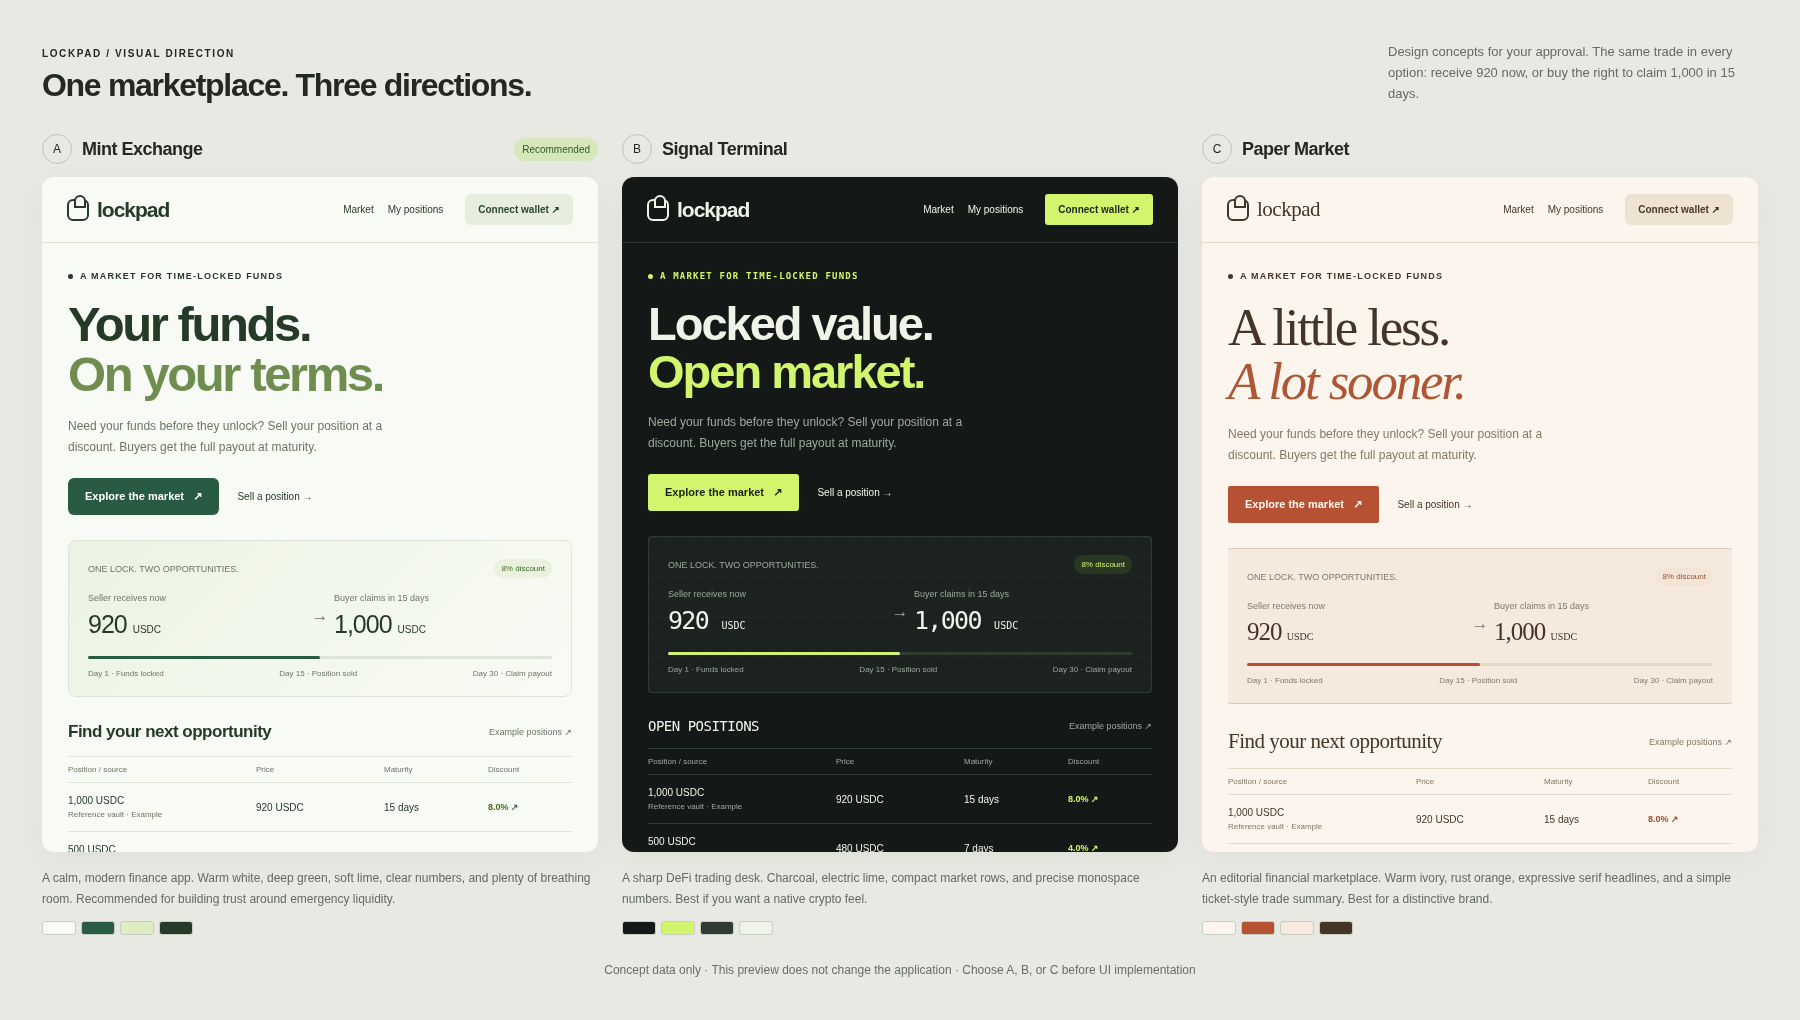 LOCKPAD / VISUAL DIRECTION
One marketplace. Three directions.
Design concepts for your approval. The same trade in every
option: receive 920 now, or buy the right to claim 1,000 in 15
days.
A Mint Exchange Recommended
lockpad Market My positions Connect wallet ↗
A MARKET FOR TIME-LOCKED FUNDS
Your funds.
On your terms.
Need your funds before they unlock? Sell your position at a
discount. Buyers get the full payout at maturity.
Explore the market ↗ Sell a position →
ONE LOCK. TWO OPPORTUNITIES. 8% discount
Seller receives now Buyer claims in 15 days
920 USDC → 1,000 USDC
Day 1 · Funds locked Day 15 · Position sold Day 30 · Claim payout
Find your next opportunity Example positions ↗
Position / source Price Maturity Discount
1,000 USDC 920 USDC 15 days 8.0% ↗
Reference vault · Example
500 USDC
A calm, modern finance app. Warm white, deep green, soft lime, clear numbers, and plenty of breathing
room. Recommended for building trust around emergency liquidity.
B Signal Terminal
lockpad Market My positions Connect wallet ↗
A MARKET FOR TIME-LOCKED FUNDS
Locked value.
Open market.
Need your funds before they unlock? Sell your position at a
discount. Buyers get the full payout at maturity.
Explore the market ↗ Sell a position →
ONE LOCK. TWO OPPORTUNITIES. 8% discount
Seller receives now Buyer claims in 15 days
920 USDC → 1,000 USDC
Day 1 · Funds locked Day 15 · Position sold Day 30 · Claim payout
OPEN POSITIONS Example positions ↗
Position / source Price Maturity Discount
1,000 USDC 920 USDC 15 days 8.0% ↗
Reference vault · Example
500 USDC 480 USDC 7 days 4.0% ↗
A sharp DeFi trading desk. Charcoal, electric lime, compact market rows, and precise monospace
numbers. Best if you want a native crypto feel.
C Paper Market
lockpad Market My positions Connect wallet ↗
A MARKET FOR TIME-LOCKED FUNDS
A little less.
A lot sooner.
Need your funds before they unlock? Sell your position at a
discount. Buyers get the full payout at maturity.
Explore the market ↗ Sell a position →
ONE LOCK. TWO OPPORTUNITIES. 8% discount
Seller receives now Buyer claims in 15 days
920 USDC → 1,000 USDC
Day 1 · Funds locked Day 15 · Position sold Day 30 · Claim payout
Find your next opportunity Example positions ↗
Position / source Price Maturity Discount
1,000 USDC 920 USDC 15 days 8.0% ↗
Reference vault · Example
An editorial financial marketplace. Warm ivory, rust orange, expressive serif headlines, and a simple
ticket-style trade summary. Best for a distinctive brand.
Concept data only · This preview does not change the application · Choose A, B, or C before UI implementation